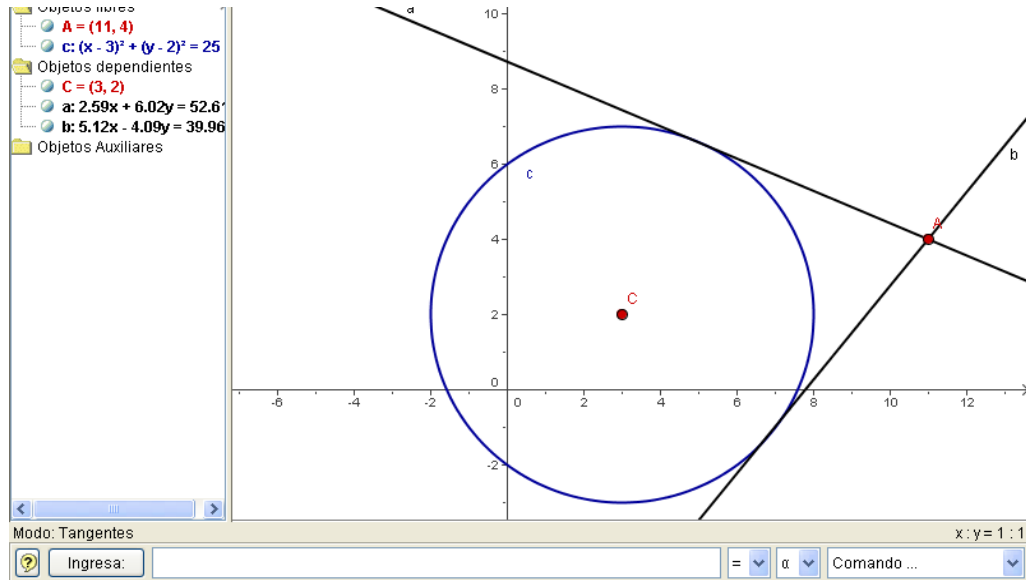 Objetos libres
A = (11, 4)
c: (x - 3)² + (y - 2)² = 25
Objetos dependientes
C = (3, 2)
a: 2.59x + 6.02y = 52.6
b: 5.12x - 4.09y = 39.96
Objetos Auxiliares
a
10
8
6
c
4
A
b
C
2
0
-6
-4
-2
0
2
4
6
8
10
12
-2
Modo: Tangentes
x : y = 1 : 1
Ingresa:
=
α
Comando ...